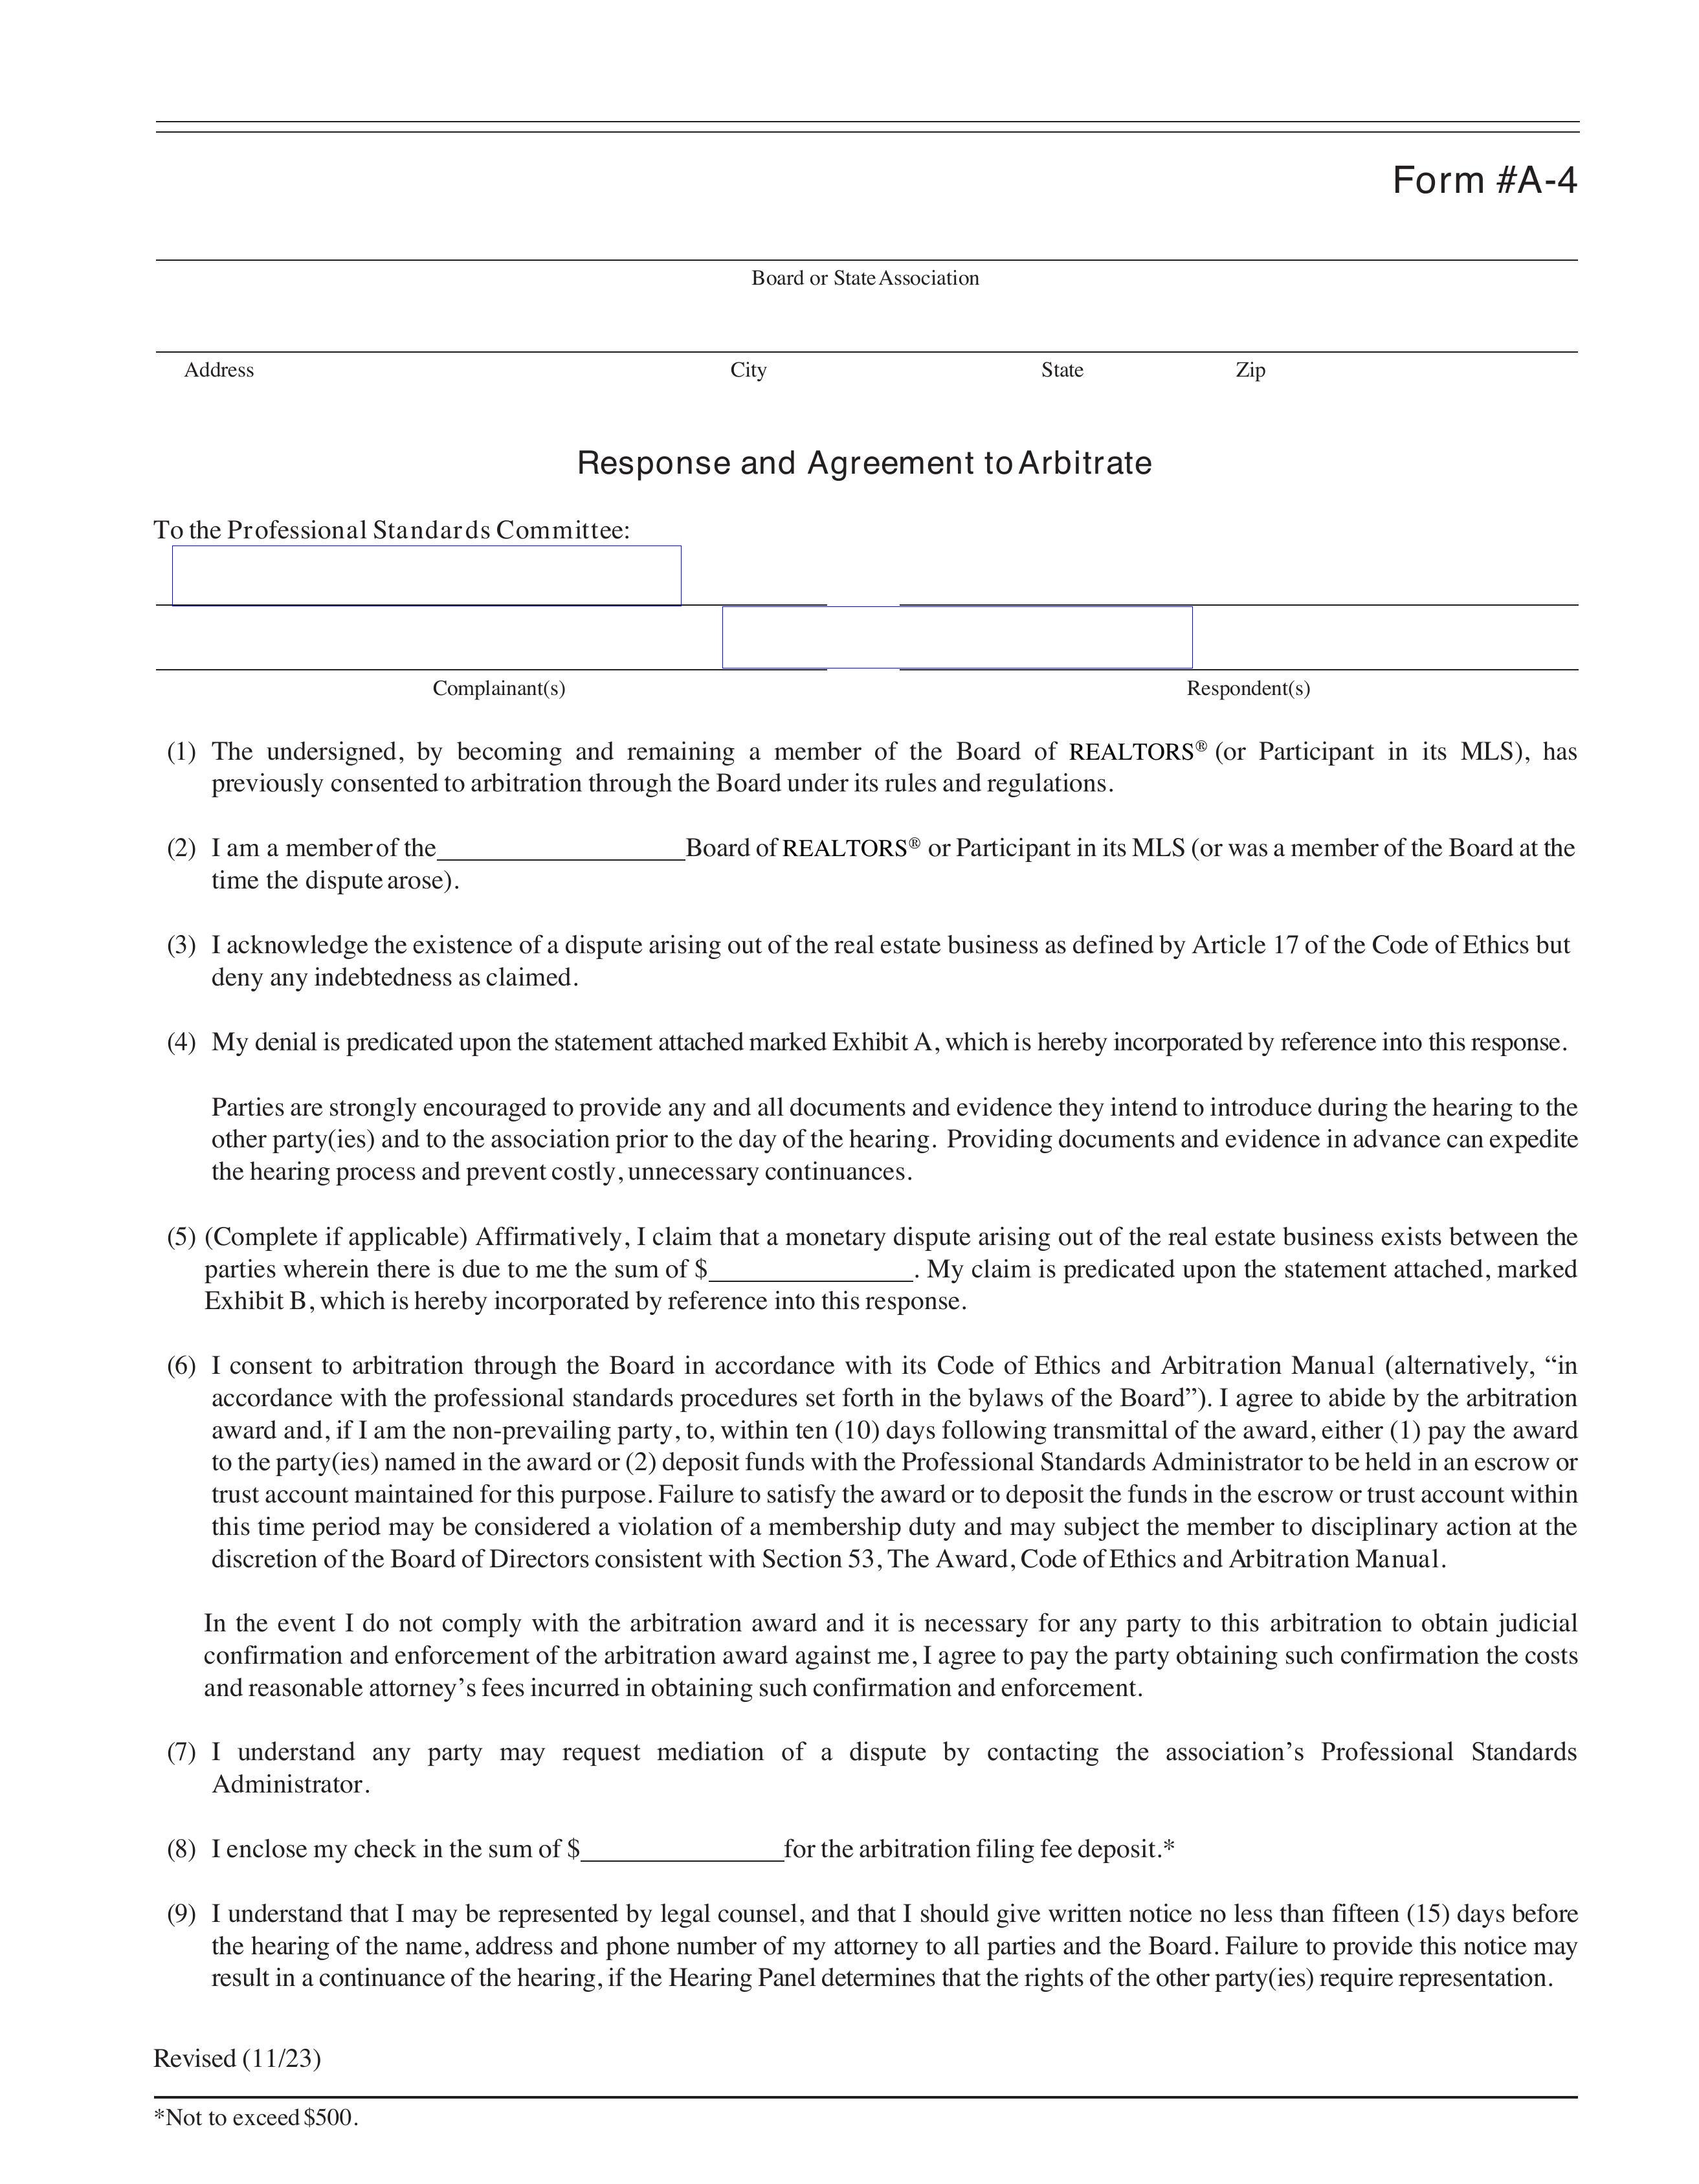 Form #A-4
Board or State Association
Address City State Zip
Response and Agreement to Arbitrate
To the Professional Standards Committee:
Complainant(s) Respondent(s)
(1) The undersigned, by becoming and remaining a member of the Board of REALTORS® (or Participant in its MLS), has
previously consented to arbitration through the Board under its rules and regulations.
(2) I am a member of the___________________Board of REALTORS® or Participant in its MLS (or was a member of the Board at the
time the dispute arose).
(3) I acknowledge the existence of a dispute arising out of the real estate business as defined by Article 17 of the Code of Ethics but
deny any indebtedness as claimed.
(4) My denial is predicated upon the statement attached marked Exhibit A, which is hereby incorporated by reference into this response.
Parties are strongly encouraged to provide any and all documents and evidence they intend to introduce during the hearing to the
other party(ies) and to the association prior to the day of the hearing. Providing documents and evidence in advance can expedite
the hearing process and prevent costly, unnecessary continuances.
(5) (Complete if applicable) Affirmatively, I claim that a monetary dispute arising out of the real estate business exists between the
parties wherein there is due to me the sum of $_______________. My claim is predicated upon the statement attached, marked
Exhibit B, which is hereby incorporated by reference into this response.
(6) I consent to arbitration through the Board in accordance with its Code of Ethics and Arbitration Manual (alternatively, “in
accordance with the professional standards procedures set forth in the bylaws of the Board”). I agree to abide by the arbitration
award and, if I am the non-prevailing party, to, within ten (10) days following transmittal of the award, either (1) pay the award
to the party(ies) named in the award or (2) deposit funds with the Professional Standards Administrator to be held in an escrow or
trust account maintained for this purpose. Failure to satisfy the award or to deposit the funds in the escrow or trust account within
this time period may be considered a violation of a membership duty and may subject the member to disciplinary action at the
discretion of the Board of Directors consistent with Section 53, The Award, Code of Ethics and Arbitration Manual.
In the event I do not comply with the arbitration award and it is necessary for any party to this arbitration to obtain judicial
confirmation and enforcement of the arbitration award against me, I agree to pay the party obtaining such confirmation the costs
and reasonable attorney’s fees incurred in obtaining such confirmation and enforcement.
(7) I understand any party may request mediation of a dispute by contacting the association’s Professional Standards
Administrator.
(8) I enclose my check in the sum of $_______________for the arbitration filing fee deposit.*
(9) I understand that I may be represented by legal counsel, and that I should give written notice no less than fifteen (15) days before
the hearing of the name, address and phone number of my attorney to all parties and the Board. Failure to provide this notice may
result in a continuance of the hearing, if the Hearing Panel determines that the rights of the other party(ies) require representation.
Revised (11/23)
*Not to exceed $500.